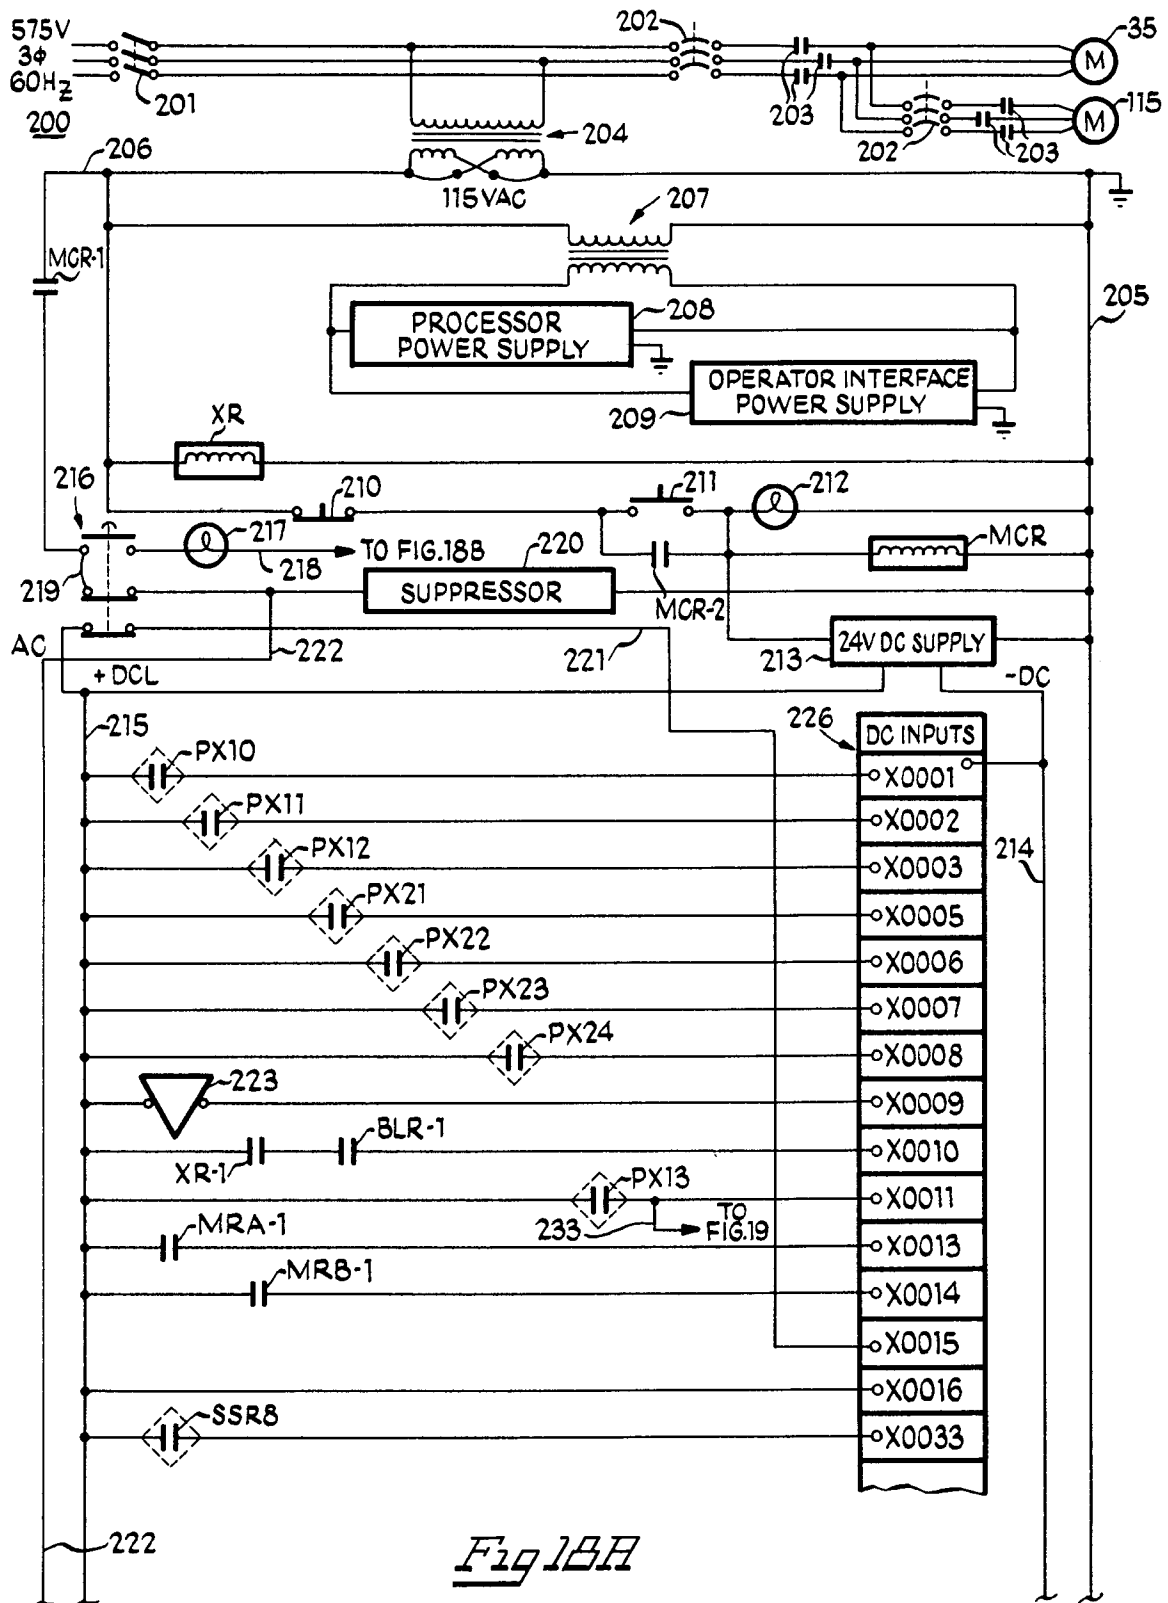 575V
3φ
60HZ
200
201
202
203
35
M
115
M
202
203
204
206
115VAC
207
MCR-1
205
PROCESSOR
POWER SUPPLY
208
OPERATOR INTERFACE
POWER SUPPLY
209
XR
216
210
211
212
217
TO FIG.18B
218
220
MCR
219
SUPPRESSOR
MCR-2
AC
222
221
213
24V DC SUPPLY
+DCL
-DC
215
226
DC INPUTS
PX10
X0001
PX11
X0002
PX12
X0003
214
PX21
X0005
PX22
X0006
PX23
X0007
PX24
X0008
223
X0009
XR-1
BLR-1
X0010
PX13
X0011
233
TO
FIG.19
MRA-1
X0013
MRB-1
X0014
X0015
X0016
SSR8
X0033
222
Fig 18A